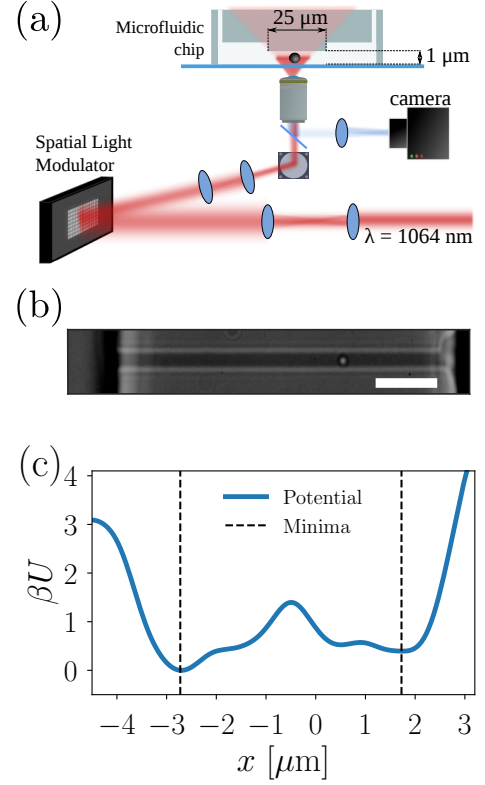 (a)
25 μm
Microfluidic
chip
1 μm
camera
Spatial Light
Modulator
λ = 1064 nm
(b)
(c)
4
3
2
1
0
βU
Potential
Minima
−4 −3 −2 −1 0 1 2 3
x [μm]